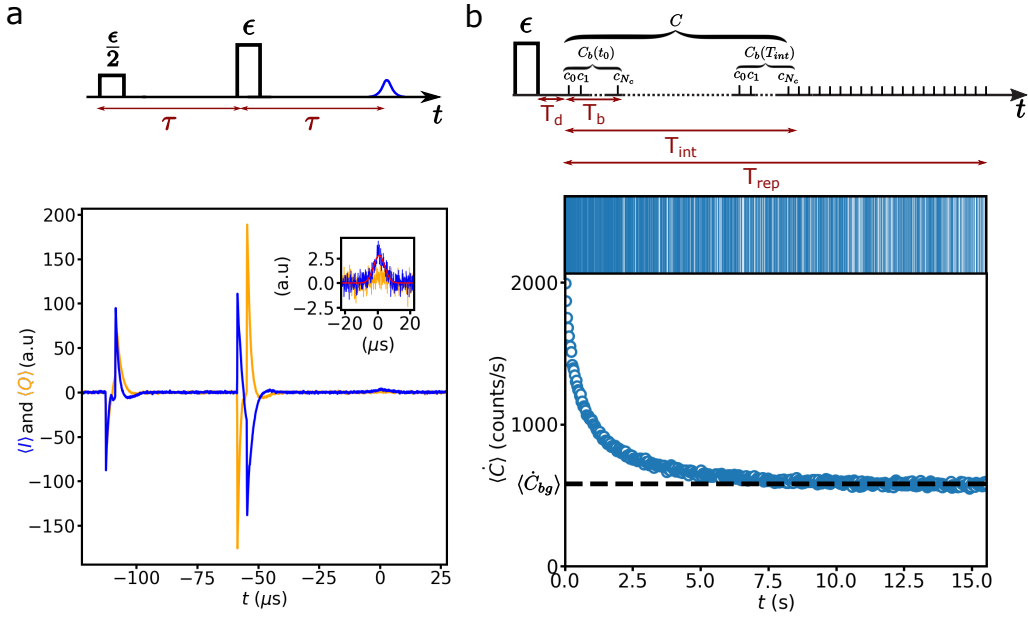 a
ϵ/2
ϵ
τ
τ
t
200
150
100
50
0
−50
−100
−150
⟨I⟩ and ⟨Q⟩ (a.u)
−100
−50
0
25
t (μs)
2.5
0.0
−2.5
(a.u)
−20
0
20
(μs)
b
ϵ
C
C_b(t_0)
C_b(T_int)
c_0 c_1 c_{N_c}
c_0 c_1 c_{N_c}
t
T_d
T_b
T_int
T_rep
2000
1000
0
⟨Ċ⟩ (counts/s)
⟨Ċ_bg⟩
0.0
2.5
5.0
7.5
10.0
12.5
15.0
t (s)